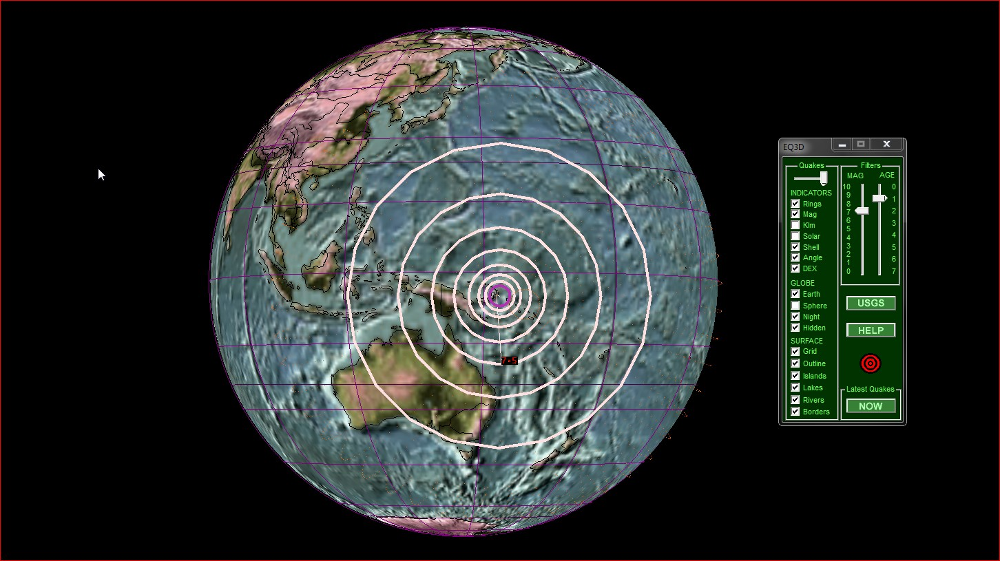 7.5
EQ3D
Quakes
INDICATORS
Rings
Mag
Klm
Solar
Shell
Angle
DEX
GLOBE
Earth
Sphere
Night
Hidden
SURFACE
Grid
Outline
Islands
Lakes
Rivers
Borders
Filters
MAG AGE
10 0
9
8 1
7 2
6
5 3
4 4
3 5
2
1 6
0 7
USGS
HELP
Latest Quakes
NOW